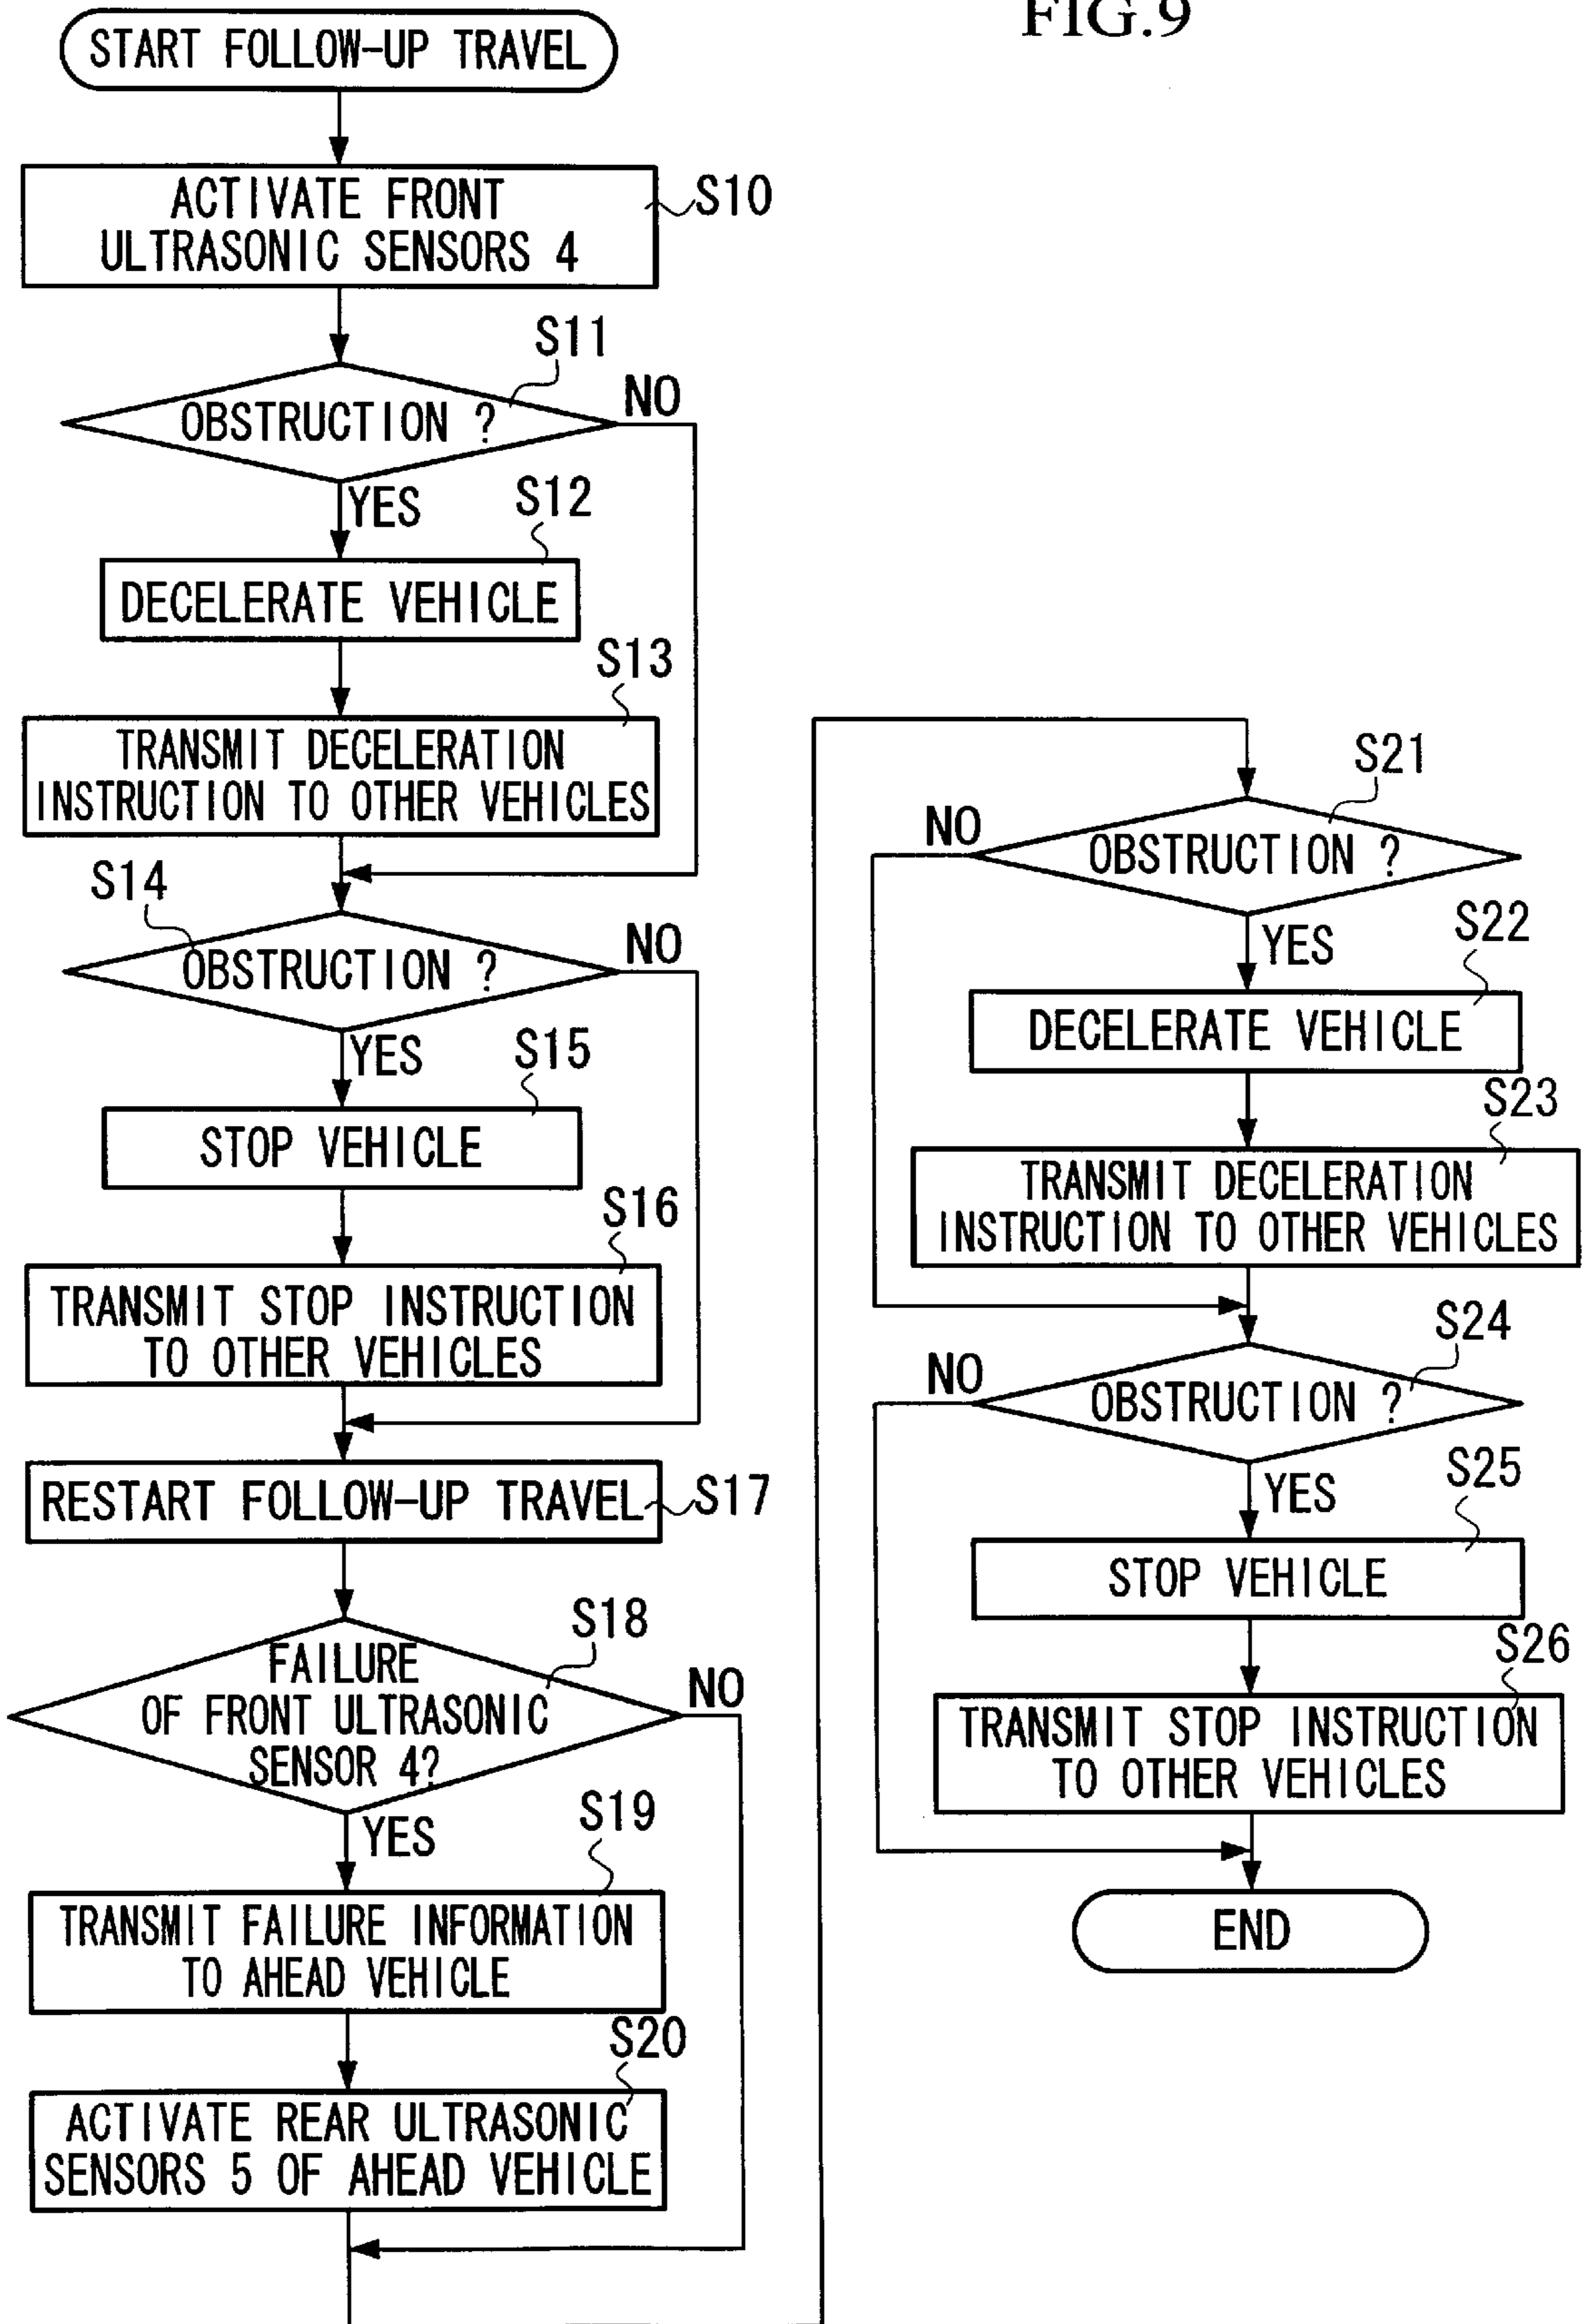 FIG.9
START FOLLOW-UP TRAVEL
ACTIVATE FRONT
ULTRASONIC SENSORS 4
S10
S11
OBSTRUCTION ?
NO
YES
S12
DECELERATE VEHICLE
S13
TRANSMIT DECELERATION
INSTRUCTION TO OTHER VEHICLES
S14
OBSTRUCTION ?
NO
YES
S15
STOP VEHICLE
S16
TRANSMIT STOP INSTRUCTION
TO OTHER VEHICLES
RESTART FOLLOW-UP TRAVEL
S17
S18
FAILURE
OF FRONT ULTRASONIC
SENSOR 4?
NO
YES
S19
TRANSMIT FAILURE INFORMATION
TO AHEAD VEHICLE
S20
ACTIVATE REAR ULTRASONIC
SENSORS 5 OF AHEAD VEHICLE
S21
NO
OBSTRUCTION ?
YES
S22
DECELERATE VEHICLE
S23
TRANSMIT DECELERATION
INSTRUCTION TO OTHER VEHICLES
S24
NO
OBSTRUCTION ?
YES
S25
STOP VEHICLE
S26
TRANSMIT STOP INSTRUCTION
TO OTHER VEHICLES
END